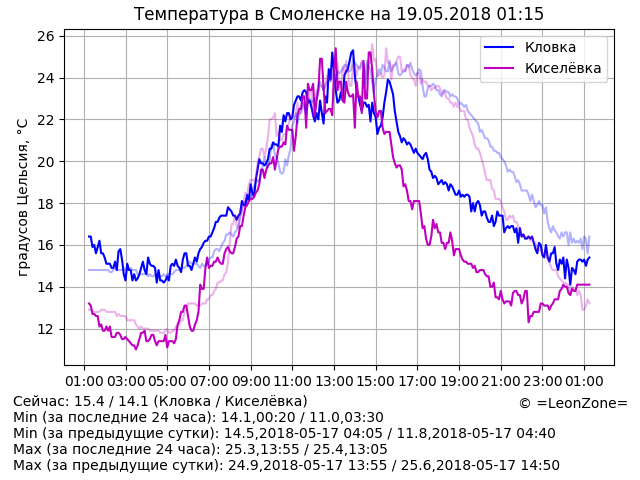 Температура в Смоленске на 19.05.2018 01:15
градусов Цельсия, °C
26
24
22
20
18
16
14
12
Кловка
Киселёвка
01:00 03:00 05:00 07:00 09:00 11:00 13:00 15:00 17:00 19:00 21:00 23:00 01:00
Сейчас: 15.4 / 14.1 (Кловка / Киселёвка)
© =LeonZone=
Min (за последние 24 часа): 14.1,00:20 / 11.0,03:30
Min (за предыдущие сутки): 14.5,2018-05-17 04:05 / 11.8,2018-05-17 04:40
Max (за последние 24 часа): 25.3,13:55 / 25.4,13:05
Max (за предыдущие сутки): 24.9,2018-05-17 13:55 / 25.6,2018-05-17 14:50